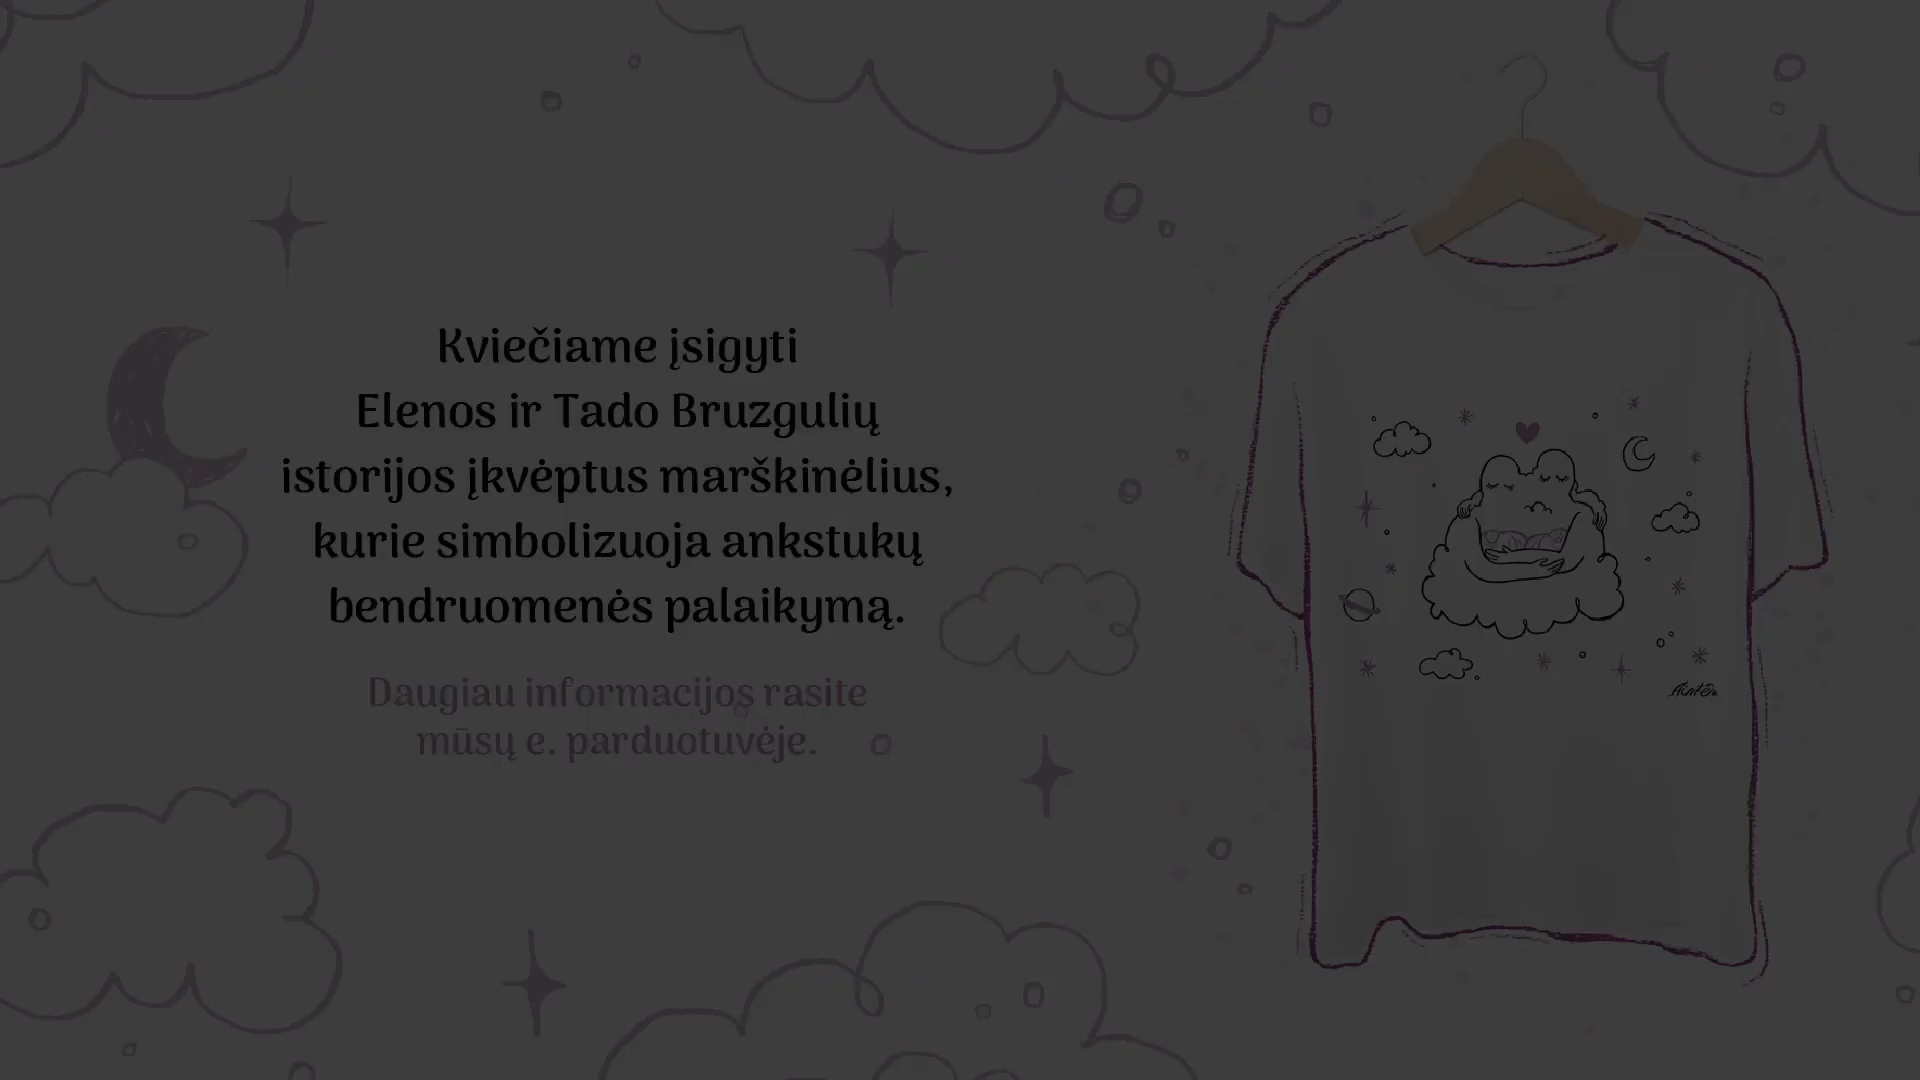 Kviečiame įsigyti
Elenos ir Tado Bruzgulių
istorijos įkvėptus marškinėlius,
kurie simbolizuoja ankstukų
bendruomenės palaikymą.
Daugiau informacijos rasite
mūsų e. parduotuvėje.